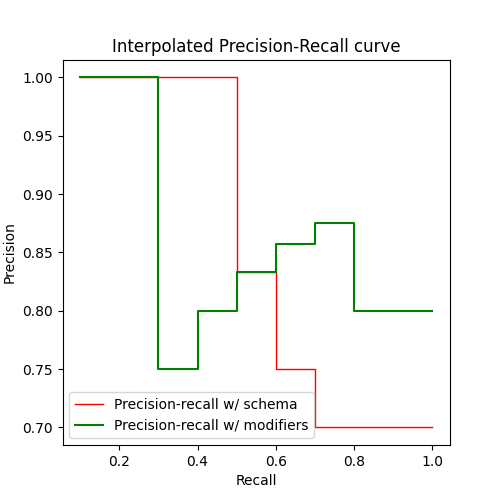 Interpolated Precision-Recall curve
1.00
0.95
0.90
0.85
0.80
0.75
0.70
Precision
Precision-recall w/ schema
Precision-recall w/ modifiers
0.2 0.4 0.6 0.8 1.0
Recall